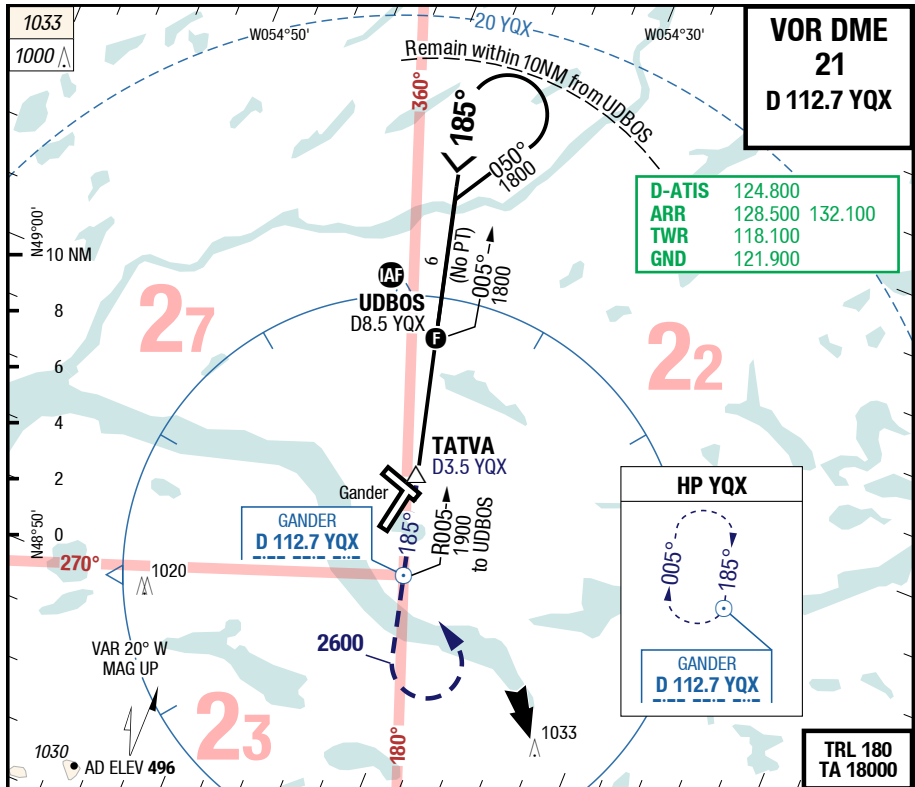 1033
1000
W054°50'
20 YQX
W054°30'
VOR DME
21
D 112.7 YQX
Remain within 10NM from UDBOS
360°
185°
050°
1800
D-ATIS 124.800
ARR 128.500 132.100
TWR 118.100
GND 121.900
N49°00'
10 NM
8
6
4
2
0
N48°50'
6
(No PT)
005°
1800
IAF
UDBOS
D8.5 YQX
F
27
22
TATVA
D3.5 YQX
Gander
185°
R005
1900
to UDBOS
GANDER
D 112.7 YQX
270°
1020
HP YQX
005°
185°
GANDER
D 112.7 YQX
VAR 20° W
MAG UP
2600
23
180°
1033
1030
AD ELEV 496
TRL 180
TA 18000